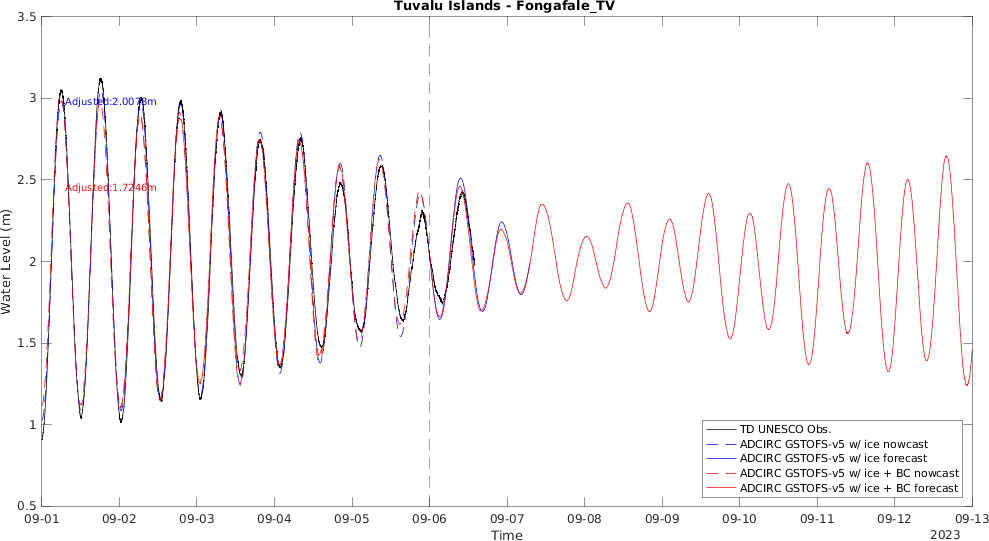 Tuvalu Islands - Fongafale_TV
3.5
3
2.5
2
1.5
1
0.5
Water Level (m)
Adjusted:2.0078m
Adjusted:1.7246m
TD UNESCO Obs.
ADCIRC GSTOFS-v5 w/ ice nowcast
ADCIRC GSTOFS-v5 w/ ice forecast
ADCIRC GSTOFS-v5 w/ ice + BC nowcast
ADCIRC GSTOFS-v5 w/ ice + BC forecast
09-01 09-02 09-03 09-04 09-05 09-06 09-07 09-08 09-09 09-10 09-11 09-12 09-13
Time
2023